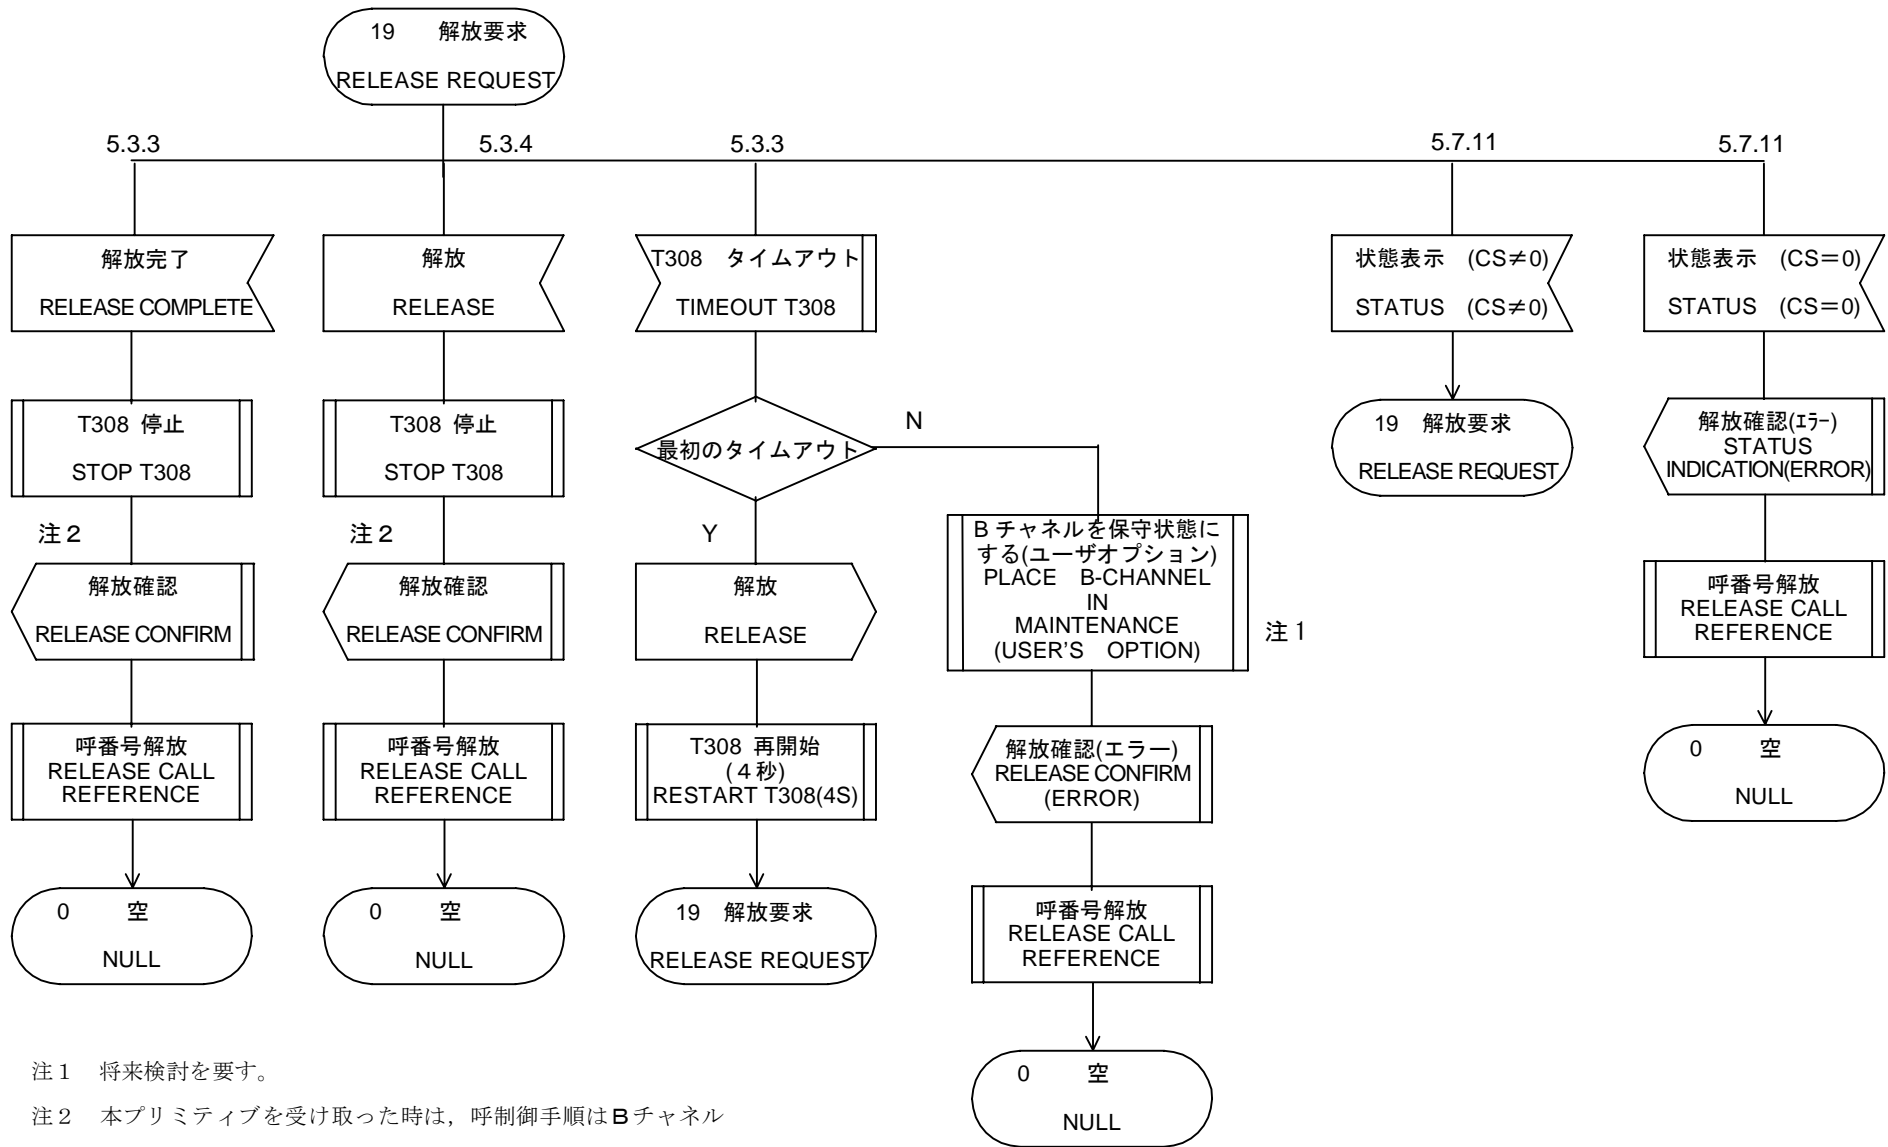 19 解放要求
RELEASE REQUEST
5.3.3
5.3.4
5.3.3
5.7.11
5.7.11
解放完了
RELEASE COMPLETE
T308 停止
STOP T308
注2
解放確認
RELEASE CONFIRM
呼番号解放
RELEASE CALL
REFERENCE
0 空
NULL
解放
RELEASE
T308 停止
STOP T308
注2
解放確認
RELEASE CONFIRM
呼番号解放
RELEASE CALL
REFERENCE
0 空
NULL
T308 タイムアウト
TIMEOUT T308
最初のタイムアウト
N
Y
解放
RELEASE
T308 再開始
(4秒)
RESTART T308(4S)
19 解放要求
RELEASE REQUEST
Bチャネルを保守状態に
する(ユーザオプション)
PLACE B-CHANNEL
IN
MAINTENANCE
(USER'S OPTION)
注1
解放確認(エラー)
RELEASE CONFIRM
(ERROR)
呼番号解放
RELEASE CALL
REFERENCE
0 空
NULL
状態表示 (CS≠0)
STATUS (CS≠0)
19 解放要求
RELEASE REQUEST
状態表示 (CS=0)
STATUS (CS=0)
解放確認(ｴﾗｰ)
STATUS
INDICATION(ERROR)
呼番号解放
RELEASE CALL
REFERENCE
0 空
NULL
注1 将来検討を要す。
注2 本プリミティブを受け取った時は，呼制御手順はBチャネル